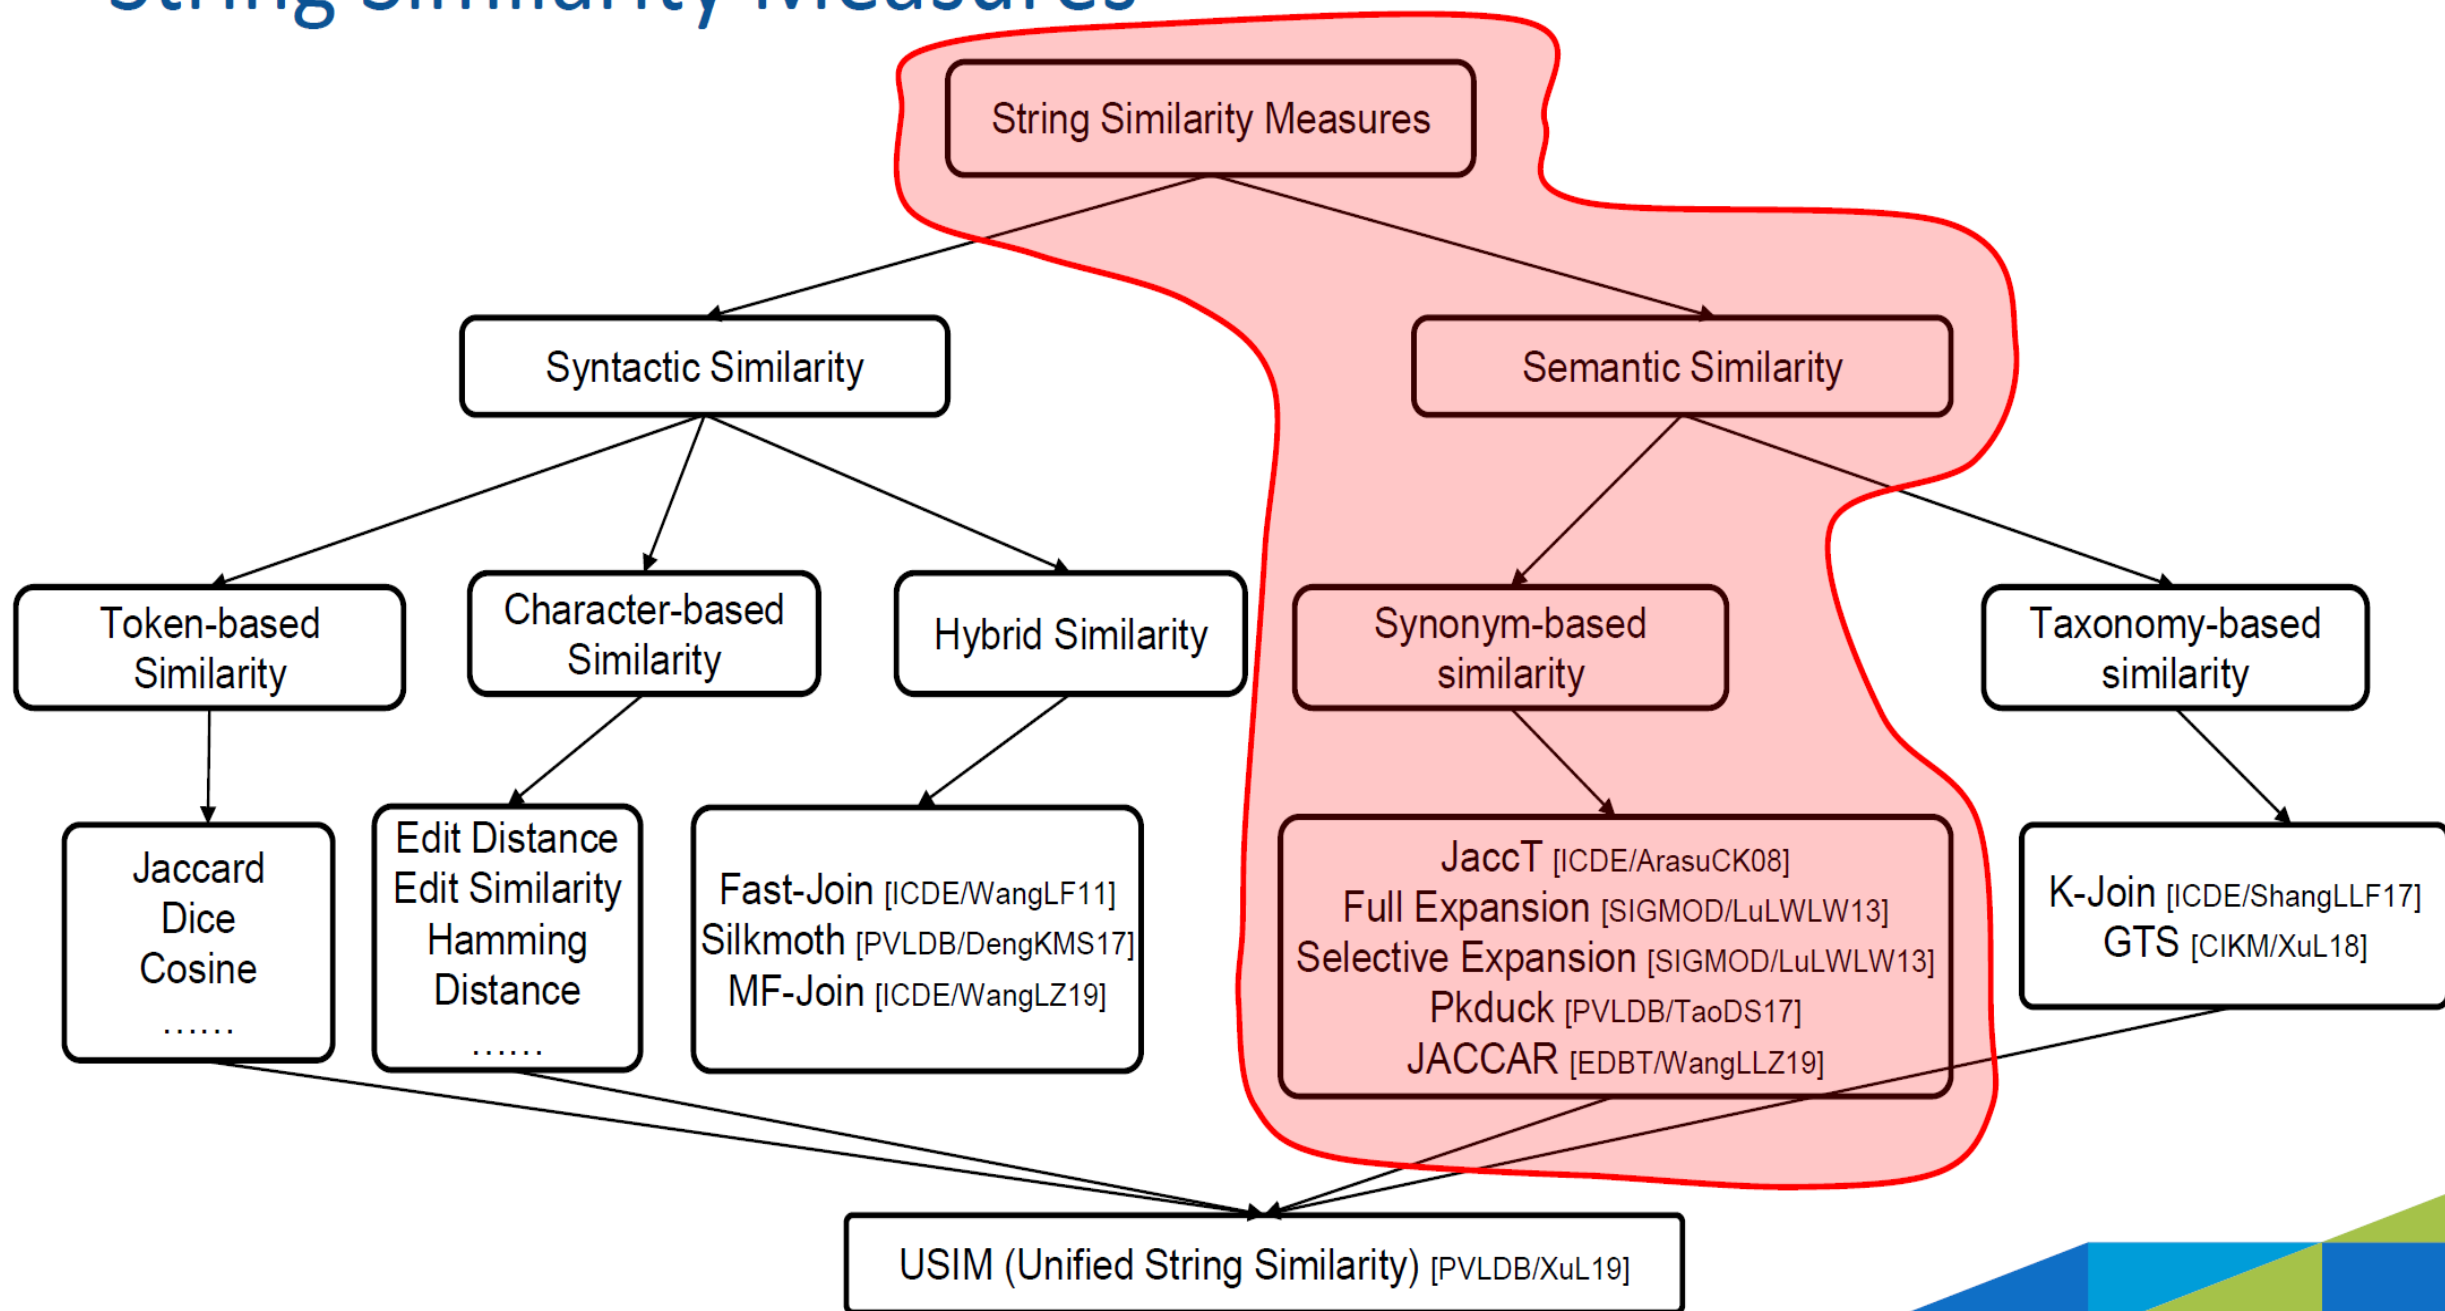 String Similarity Measures
String Similarity Measures
Syntactic Similarity
Semantic Similarity
Token-based
Similarity
Character-based
Similarity
Hybrid Similarity
Synonym-based
similarity
Taxonomy-based
similarity
Jaccard
Dice
Cosine
......
Edit Distance
Edit Similarity
Hamming
Distance
......
Fast-Join [ICDE/WangLF11]
Silkmoth [PVLDB/DengKMS17]
MF-Join [ICDE/WangLZ19]
JaccT [ICDE/ArasuCK08]
Full Expansion [SIGMOD/LuLWLW13]
Selective Expansion [SIGMOD/LuLWLW13]
Pkduck [PVLDB/TaoDS17]
JACCAR [EDBT/WangLLZ19]
K-Join [ICDE/ShangLLF17]
GTS [CIKM/XuL18]
USIM (Unified String Similarity) [PVLDB/XuL19]